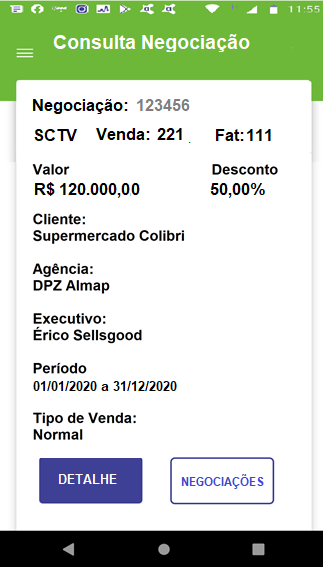 11:55
Consulta Negociação
Negociação: 123456
SCTV Venda: 221 Fat:111
Valor Desconto
R$ 120.000,00 50,00%
Cliente:
Supermercado Colibri
Agência:
DPZ Almap
Executivo:
Érico Sellsgood
Período
01/01/2020 a 31/12/2020
Tipo de Venda:
Normal
DETALHE NEGOCIAÇÕES